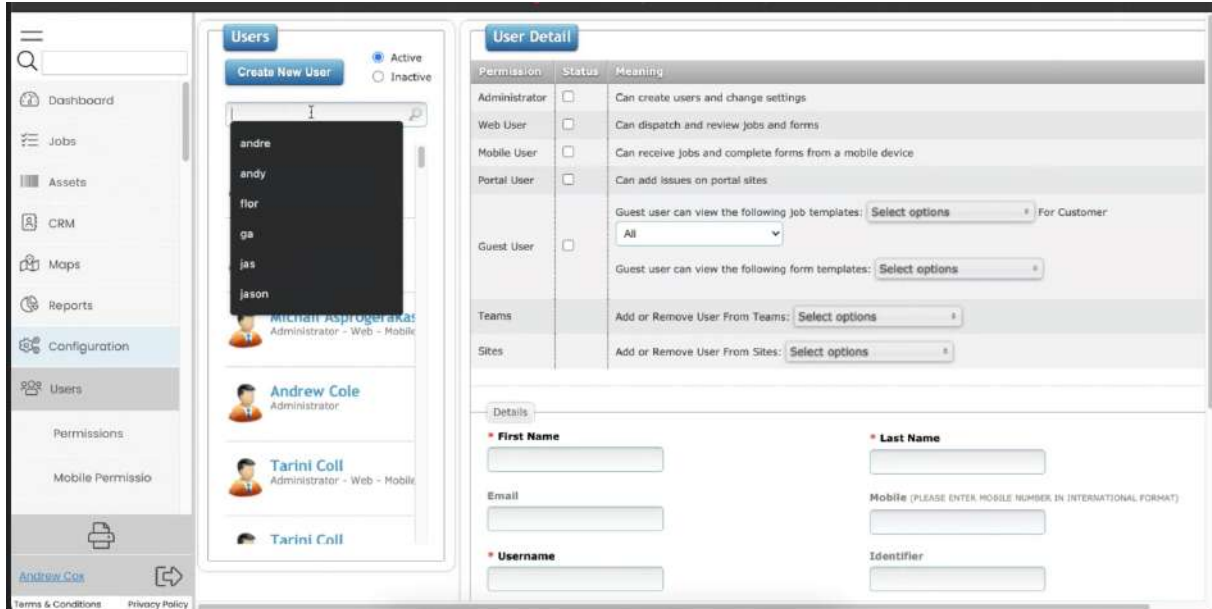 Dashboard
Jobs
Assets
CRM
Maps
Reports
Configuration
Users
Permissions
Mobile Permissio
Andrew Cox
Terms & Conditions Privacy Policy
Users
Create New User
Active
Inactive
andre
andy
flor
ga
jas
jason
Michail Asprogerakas
Administrator - Web - Mobile
Andrew Cole
Administrator
Tarini Coll
Administrator - Web - Mobile
Tarini Coll
User Detail
Permission Status Meaning
Administrator Can create users and change settings
Web User Can dispatch and review jobs and forms
Mobile User Can receive jobs and complete forms from a mobile device
Portal User Can add issues on portal sites
Guest user can view the following job templates: Select options For Customer
All
Guest User
Guest user can view the following form templates: Select options
Teams Add or Remove User From Teams: Select options
Sites Add or Remove User From Sites: Select options
Details
* First Name * Last Name
Email Mobile (PLEASE ENTER MOBILE NUMBER IN INTERNATIONAL FORMAT)
* Username Identifier